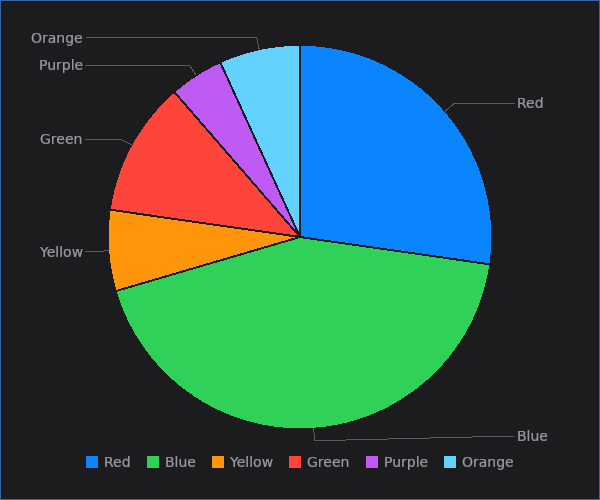 Orange
Purple
Red
Green
Yellow
Blue
Red Blue Yellow Green Purple Orange